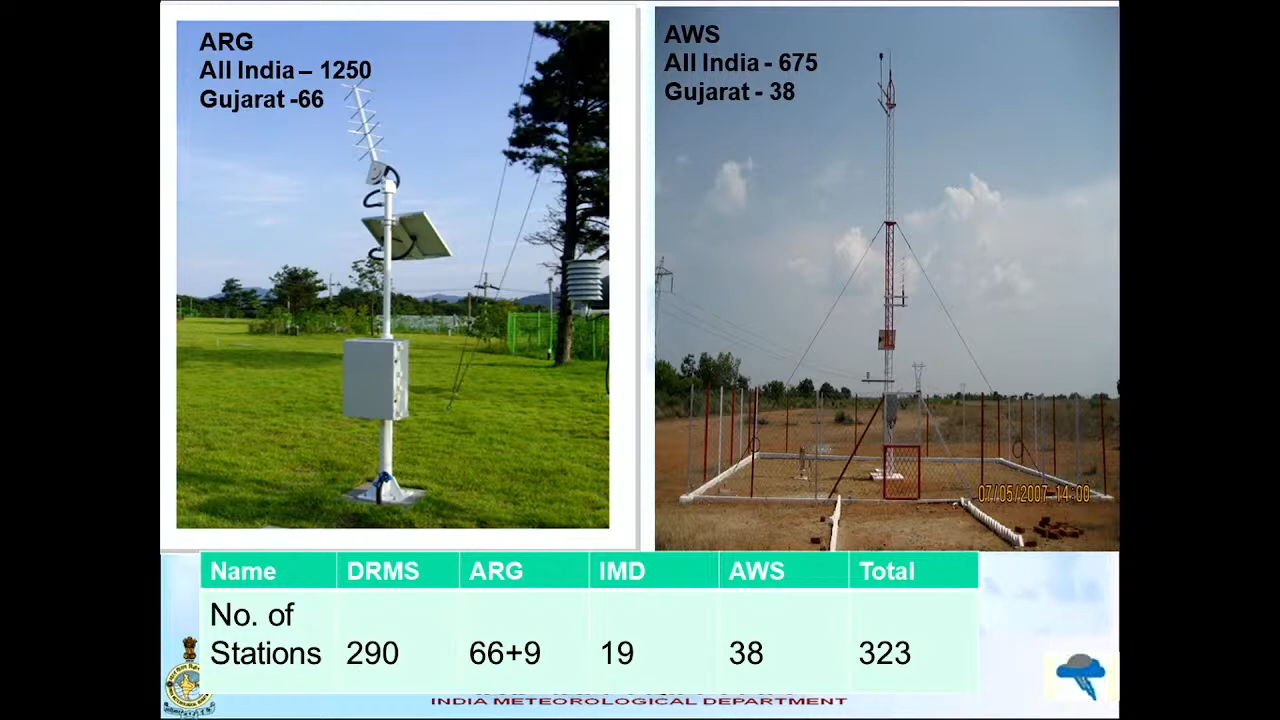 ARG
All India – 1250
Gujarat -66
AWS
All India - 675
Gujarat - 38
07/05/2007 14:00
Name DRMS ARG IMD AWS Total
No. of
Stations 290 66+9 19 38 323
INDIA METEOROLOGICAL DEPARTMENT